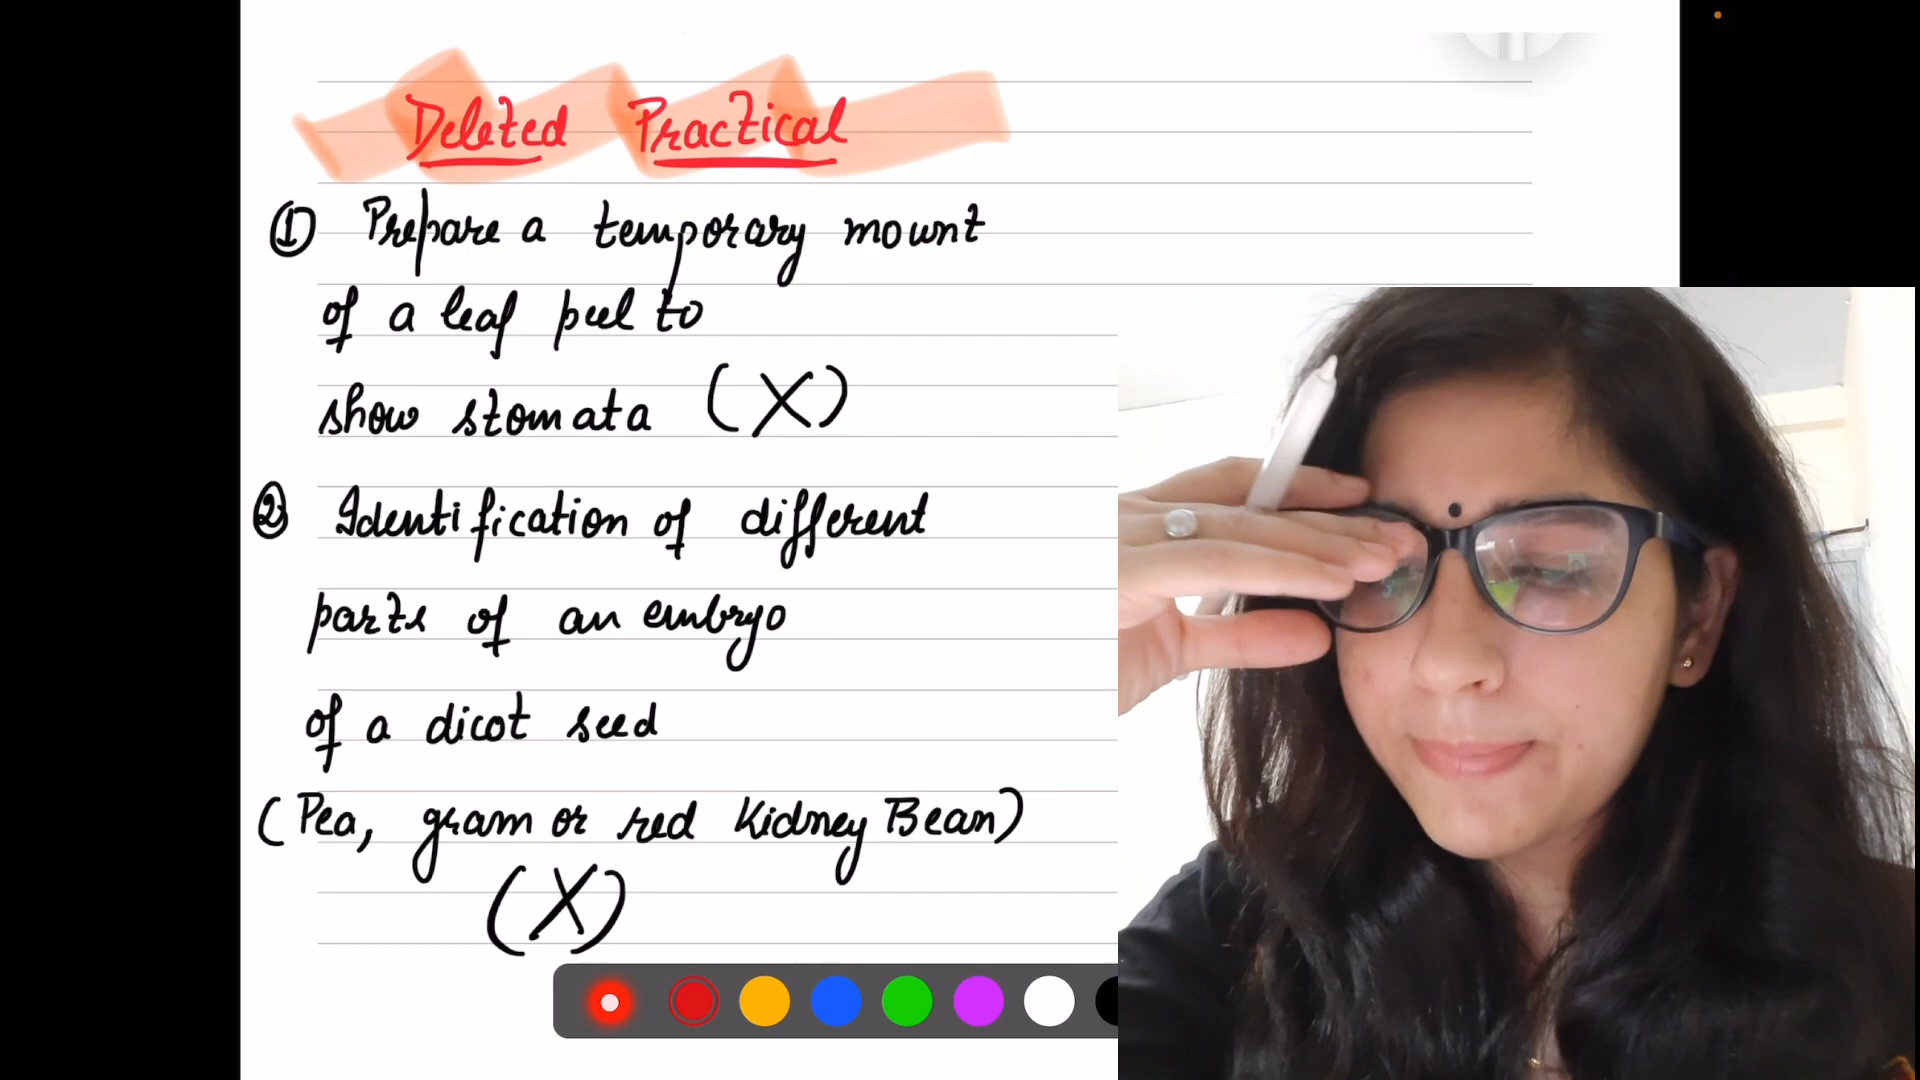 Deleted Practical
① Prepare a temporary mount
of a leaf peel to
show stomata (X)
② Identification of different
parts of an embryo
of a dicot seed
(Pea, gram or red Kidney Bean)
(X)